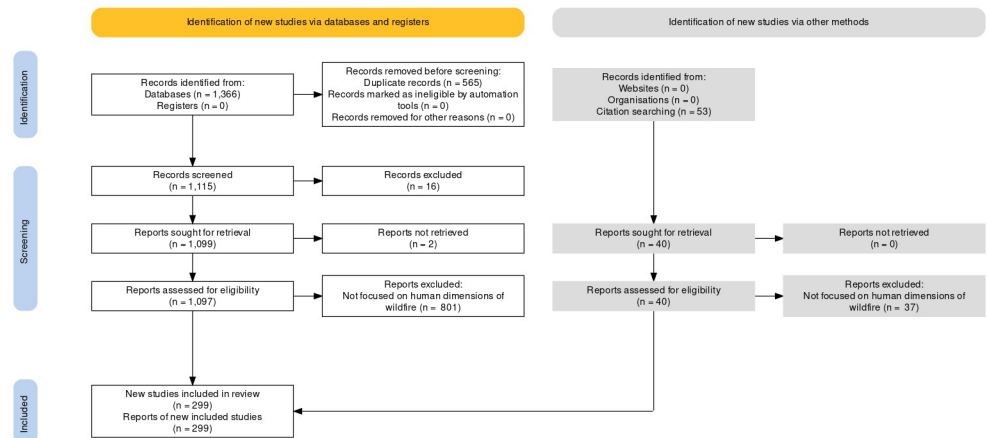 Identification of new studies via databases and registers
Identification of new studies via other methods
Identification
Records identified from:
Databases (n = 1,366)
Registers (n = 0)
Records removed before screening:
Duplicate records (n = 565)
Records marked as ineligible by automation
tools (n = 0)
Records removed for other reasons (n = 0)
Records identified from:
Websites (n = 0)
Organisations (n = 0)
Citation searching (n = 53)
Screening
Records screened
(n = 1,115)
Records excluded
(n = 16)
Reports sought for retrieval
(n = 1,099)
Reports not retrieved
(n = 2)
Reports sought for retrieval
(n = 40)
Reports not retrieved
(n = 0)
Reports assessed for eligibility
(n = 1,097)
Reports excluded:
Not focused on human dimensions of
wildfire (n = 801)
Reports assessed for eligibility
(n = 40)
Reports excluded:
Not focused on human dimensions of
wildfire (n = 37)
Included
New studies included in review
(n = 299)
Reports of new included studies
(n = 299)